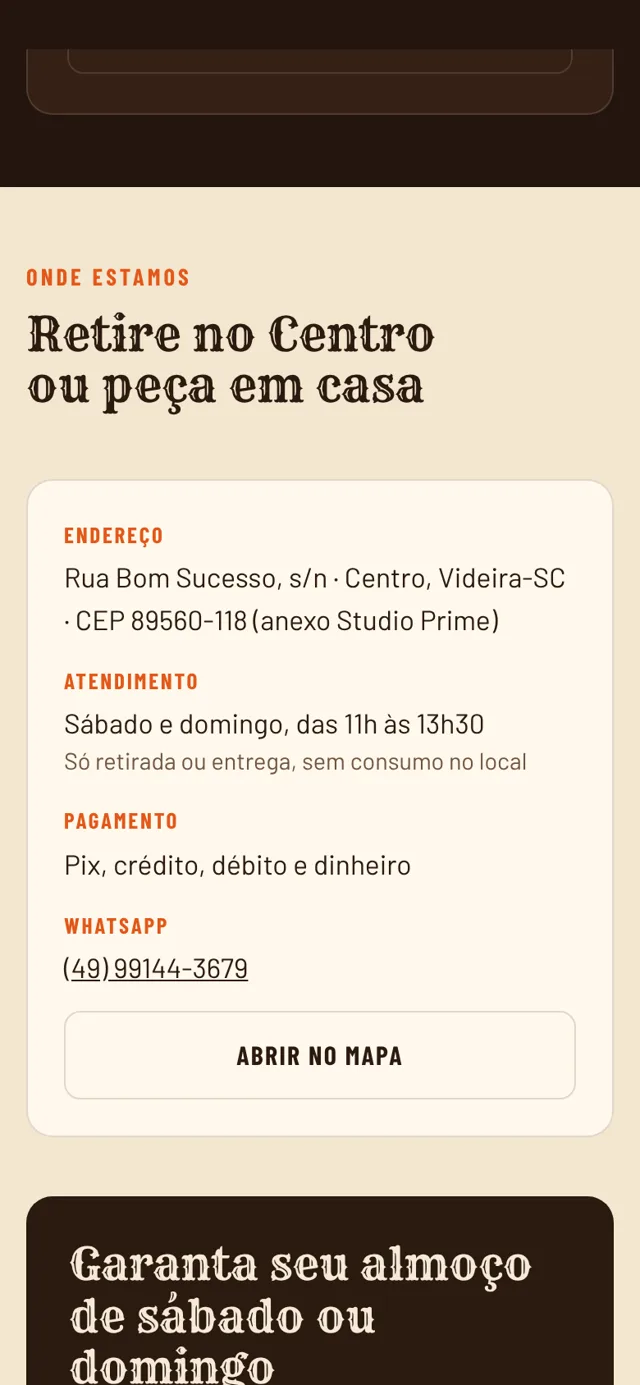 ONDE ESTAMOS
Retire no Centro
ou peça em casa
ENDEREÇO
Rua Bom Sucesso, s/n · Centro, Videira-SC
· CEP 89560-118 (anexo Studio Prime)
ATENDIMENTO
Sábado e domingo, das 11h às 13h30
Só retirada ou entrega, sem consumo no local
PAGAMENTO
Pix, crédito, débito e dinheiro
WHATSAPP
(49) 99144-3679
ABRIR NO MAPA
Garanta seu almoço
de sábado ou
domingo